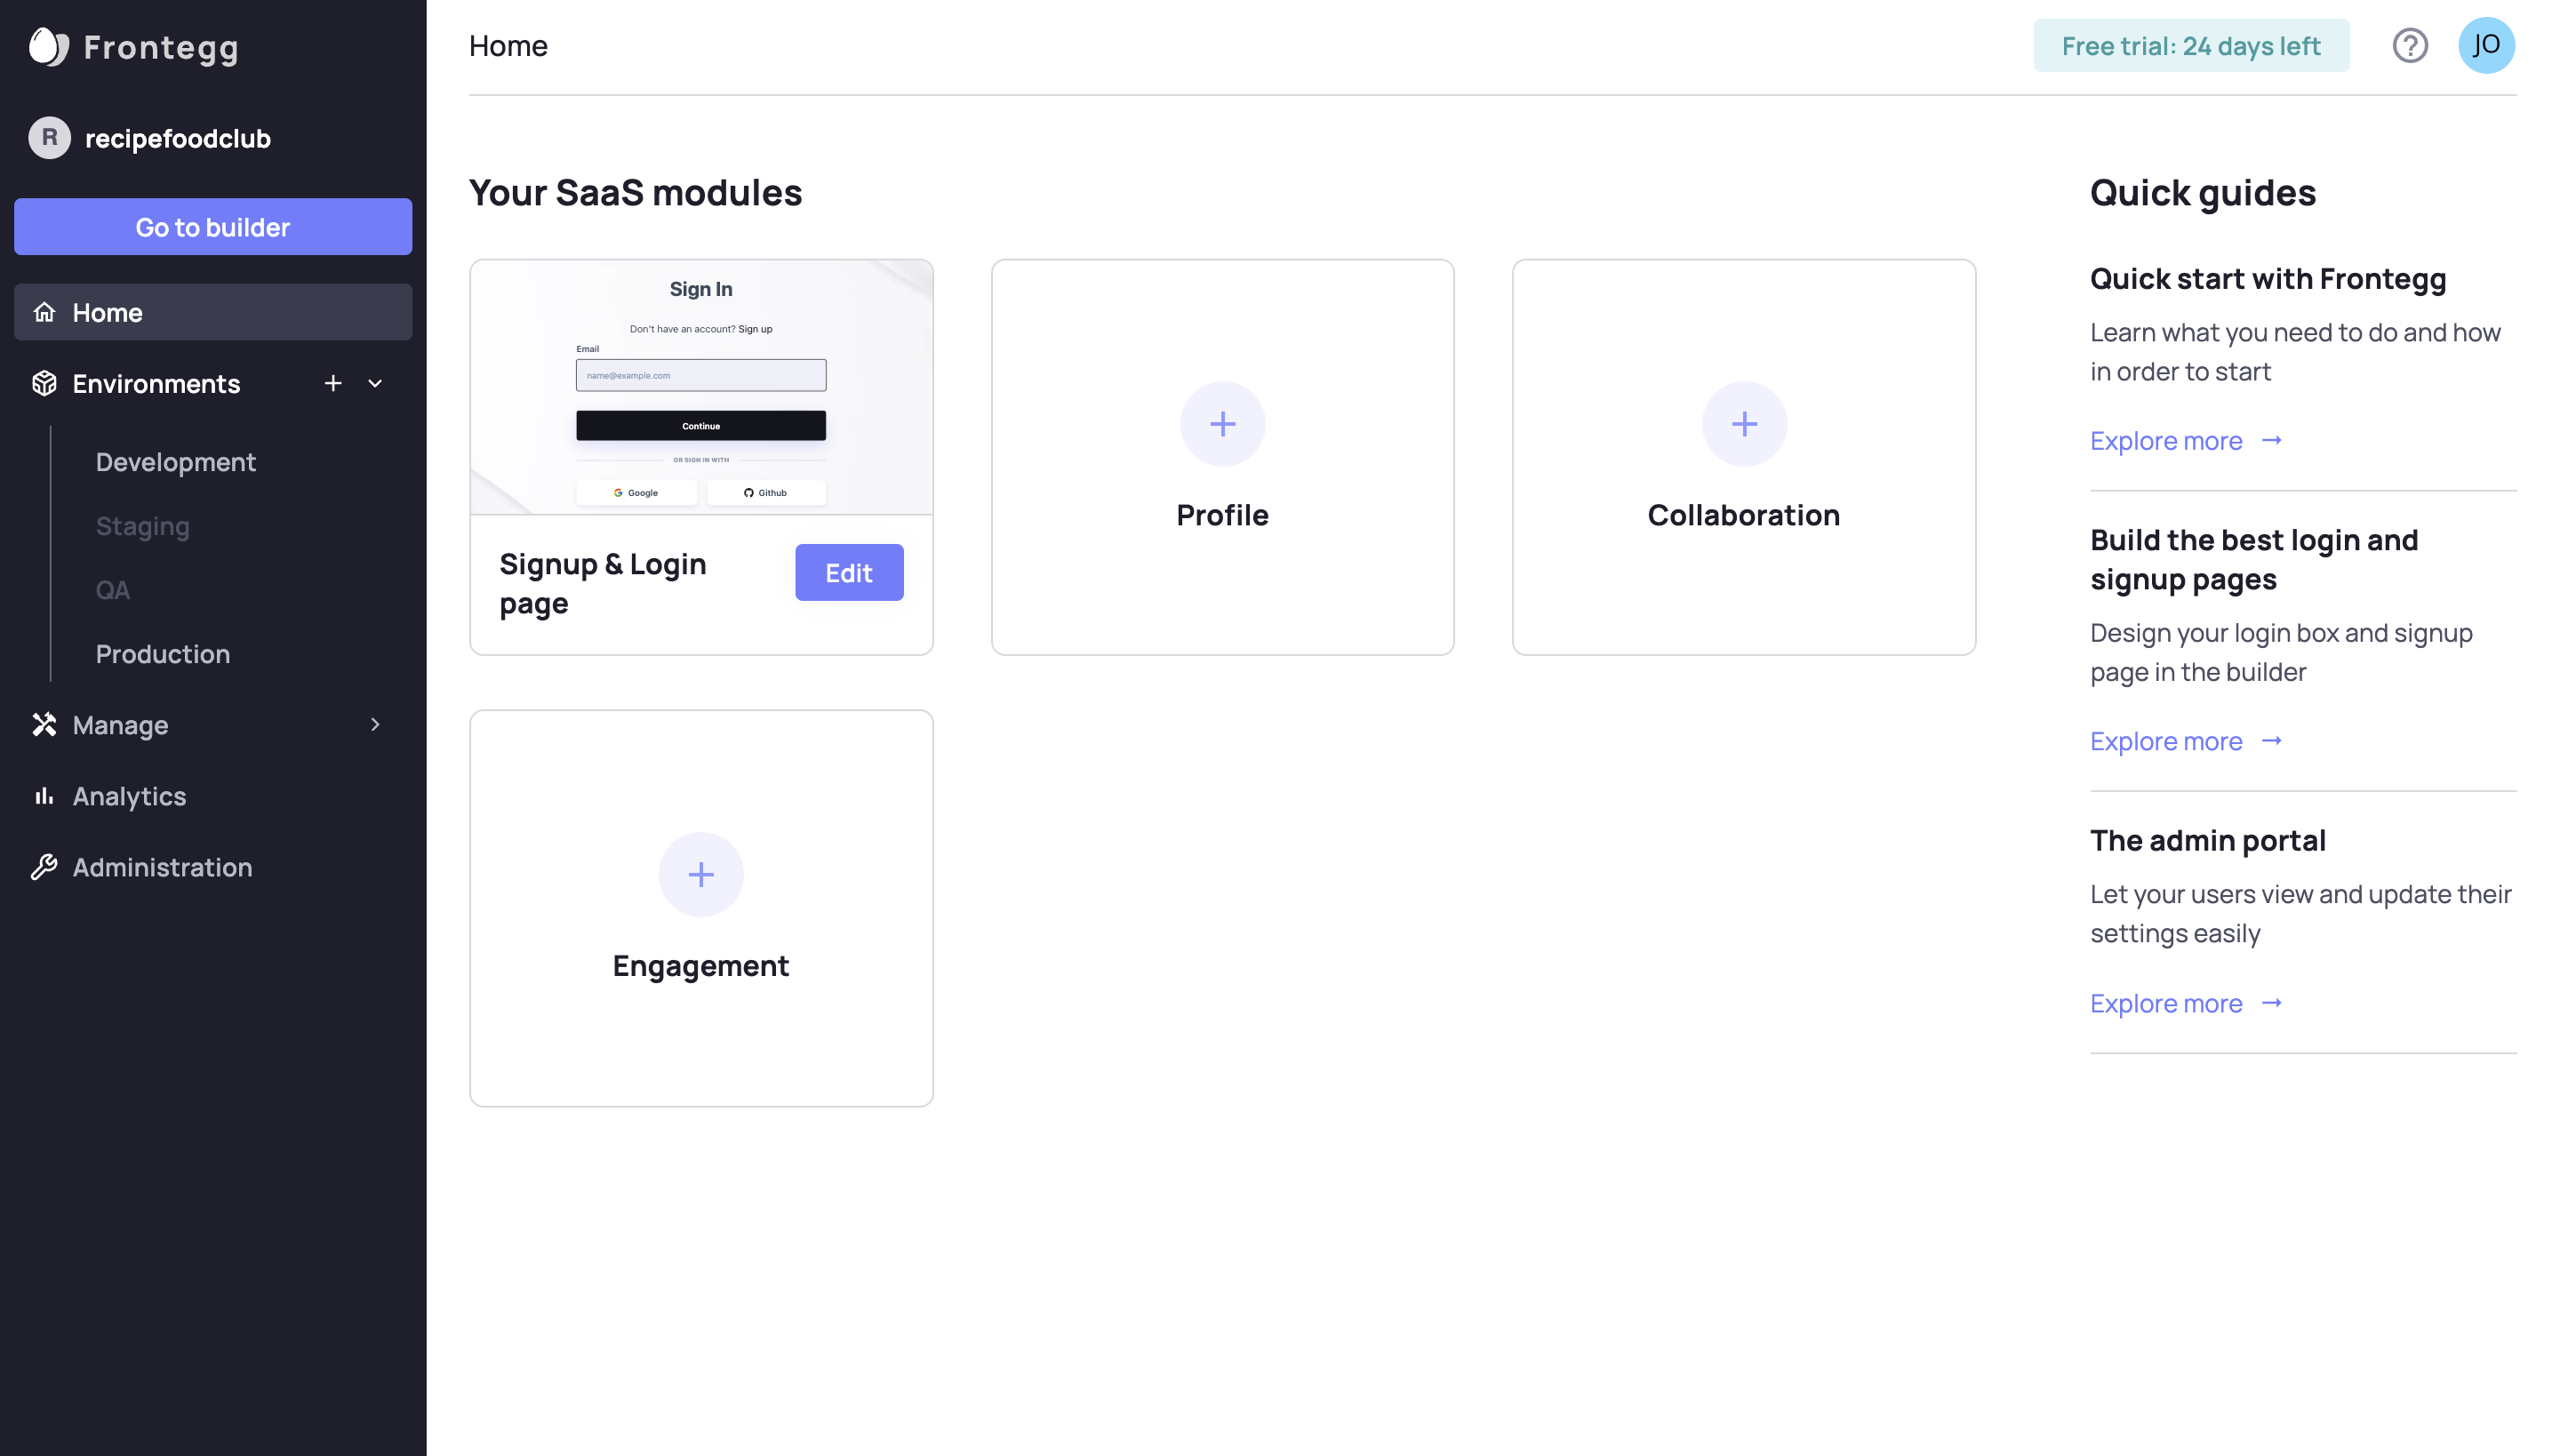 Frontegg
R recipefoodclub
Go to builder
Home
Environments
Development
Staging
QA
Production
Manage
Analytics
Administration
Home
Free trial: 24 days left
JO
Your SaaS modules
Sign In
Don't have an account? Sign up
Email
name@example.com
Continue
OR SIGN IN WITH
Google
Github
Signup & Login
page
Edit
Profile
Collaboration
Engagement
Quick guides
Quick start with Frontegg
Learn what you need to do and how
in order to start
Explore more →
Build the best login and
signup pages
Design your login box and signup
page in the builder
Explore more →
The admin portal
Let your users view and update their
settings easily
Explore more →